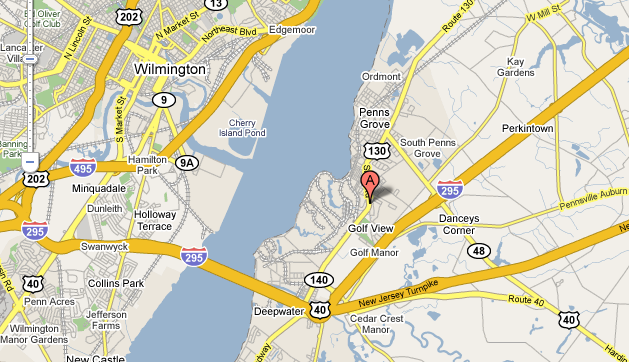 Ed Oliver
Golf Club
202
13
Route 130
W Mill St
N Market St
Northeast Blvd
Edgemoor
Lancaster
Village
N Lincoln St
Kay
Gardens
Wilmington
Ordmont
9
S Market St
Penns
Grove
Cherry
Island Pond
Perkintown
Banning
Park
130
South Penns
Grove
Hamilton
Park
9A
495
202
A
295
Minquadale
Pennsville Auburn
Dunleith
Holloway
Terrace
Golf View
Danceys
Corner
295
Swanwyck
295
Golf Manor
48
40
Collins Park
140
New Jersey Turnpike
Penn Acres
Route 40
Deepwater
40
Jefferson
Farms
Cedar Crest
Manor
40
Wilmington
Manor Gardens
New Castle